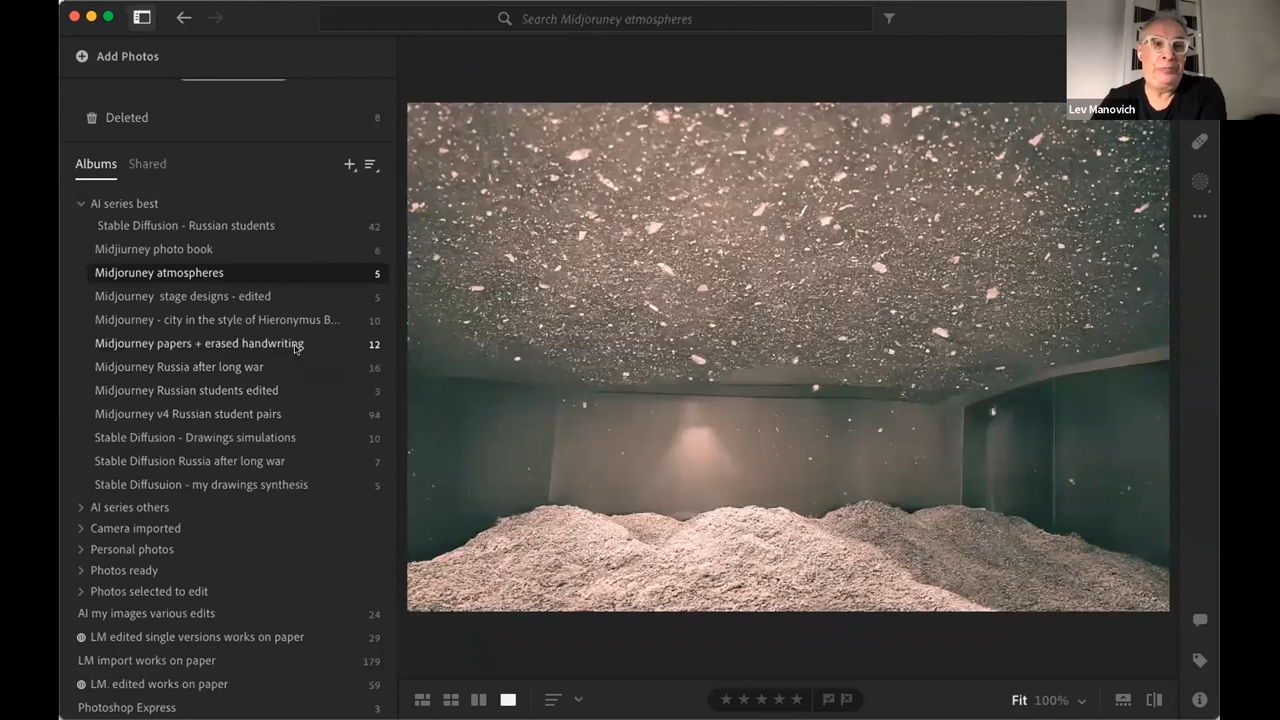 Search Midjoruney atmospheres
Add Photos
Lev Manovich
Deleted 8
Albums Shared
AI series best
Stable Diffusion - Russian students 42
Midjiurney photo book 6
Midjoruney atmospheres 5
Midjourney stage designs - edited 5
Midjourney - city in the style of Hieronymus B... 10
Midjourney papers + erased handwriting 12
Midjourney Russia after long war 16
Midjourney Russian students edited 3
Midjourney v4 Russian student pairs 94
Stable Diffusion - Drawings simulations 10
Stable Diffusion Russia after long war 7
Stable Diffusuion - my drawings synthesis 5
AI series others
Camera imported
Personal photos
Photos ready
Photos selected to edit
AI my images various edits 24
LM edited single versions works on paper 29
LM import works on paper 179
LM. edited works on paper 59
Photoshop Express 3
Fit 100%